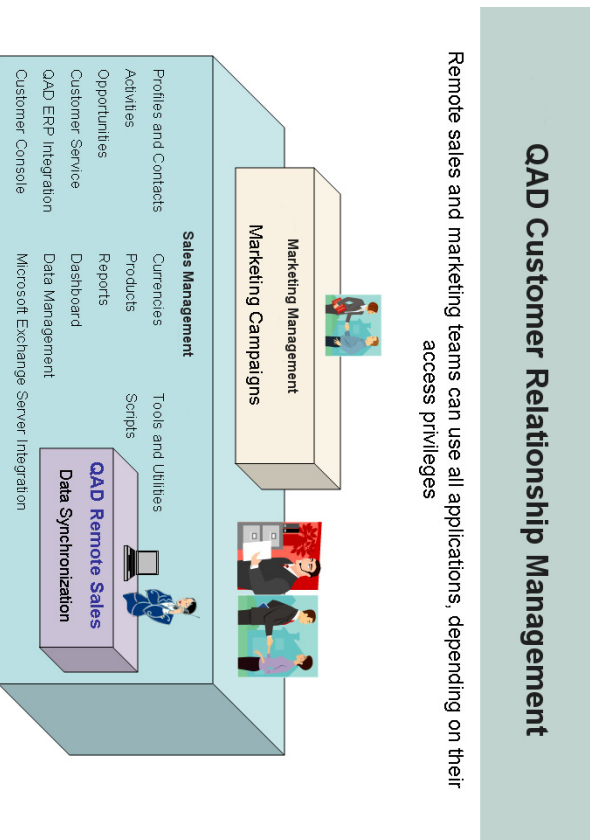 QAD Customer Relationship Management
Remote sales and marketing teams can use all applications, depending on their
access privileges
Marketing Management
Marketing Campaigns
Sales Management
Profiles and Contacts Currencies Tools and Utilities
Activities Products Scripts
Opportunities Reports
Customer Service Dashboard
QAD ERP Integration Data Management
Customer Console Microsoft Exchange Server Integration
QAD Remote Sales
Data Synchronization